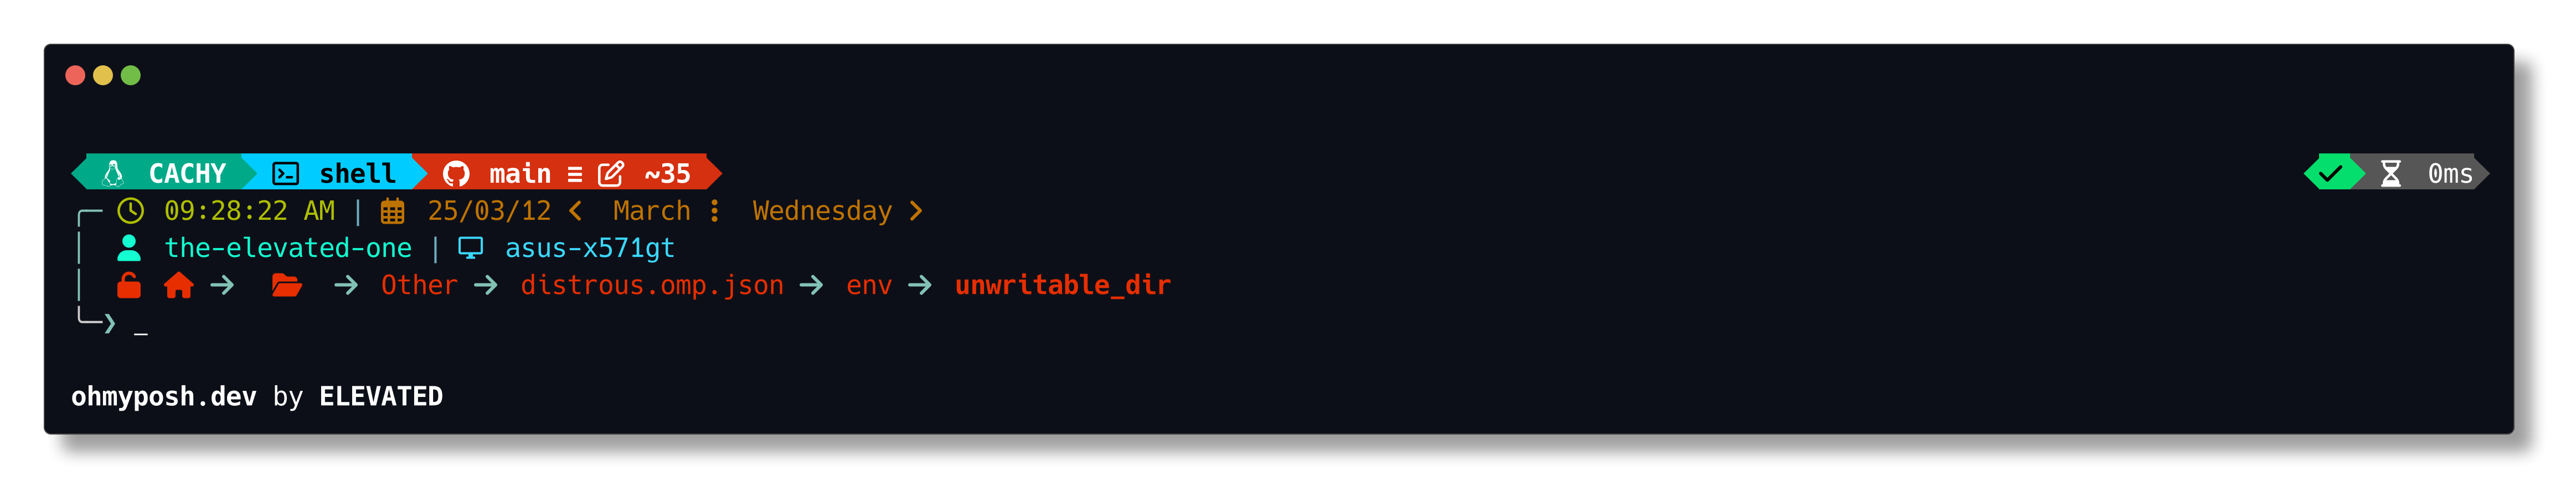 CACHY shell main ≡ ~35 0ms
09:28:22 AM | 25/03/12 < March ⋮ Wednesday >
the-elevated-one | asus-x571gt
→ → Other → distrous.omp.json → env → unwritable_dir
❯ _
ohmyposh.dev by ELEVATED